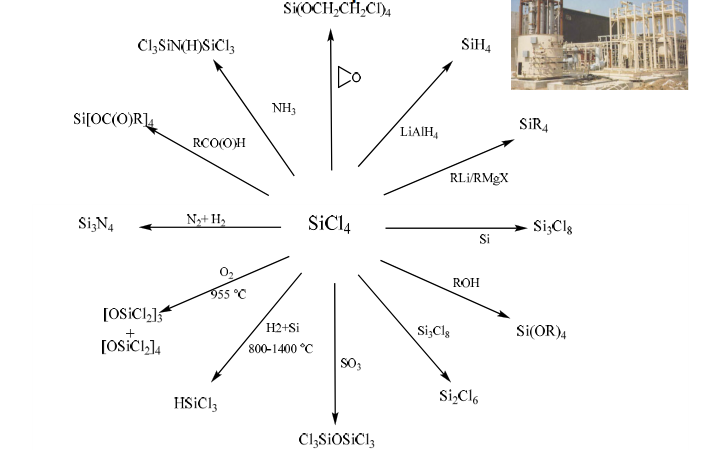 Si(OCH₂CH₂Cl)₄
Cl₃SiN(H)SiCl₃
SiH₄
O
NH₃
Si[OC(O)R]₄
LiAlH₄
SiR₄
RCO(O)H
RLi/RMgX
Si₃N₄
N₂+ H₂
SiCl₄
Si
Si₃Cl₈
O₂
955 °C
ROH
[OSiCl₂]₃
+
[OSiCl₂]₄
H2+Si
800-1400 °C
Si₃Cl₈
Si(OR)₄
SO₃
HSiCl₃
Si₂Cl₆
Cl₃SiOSiCl₃